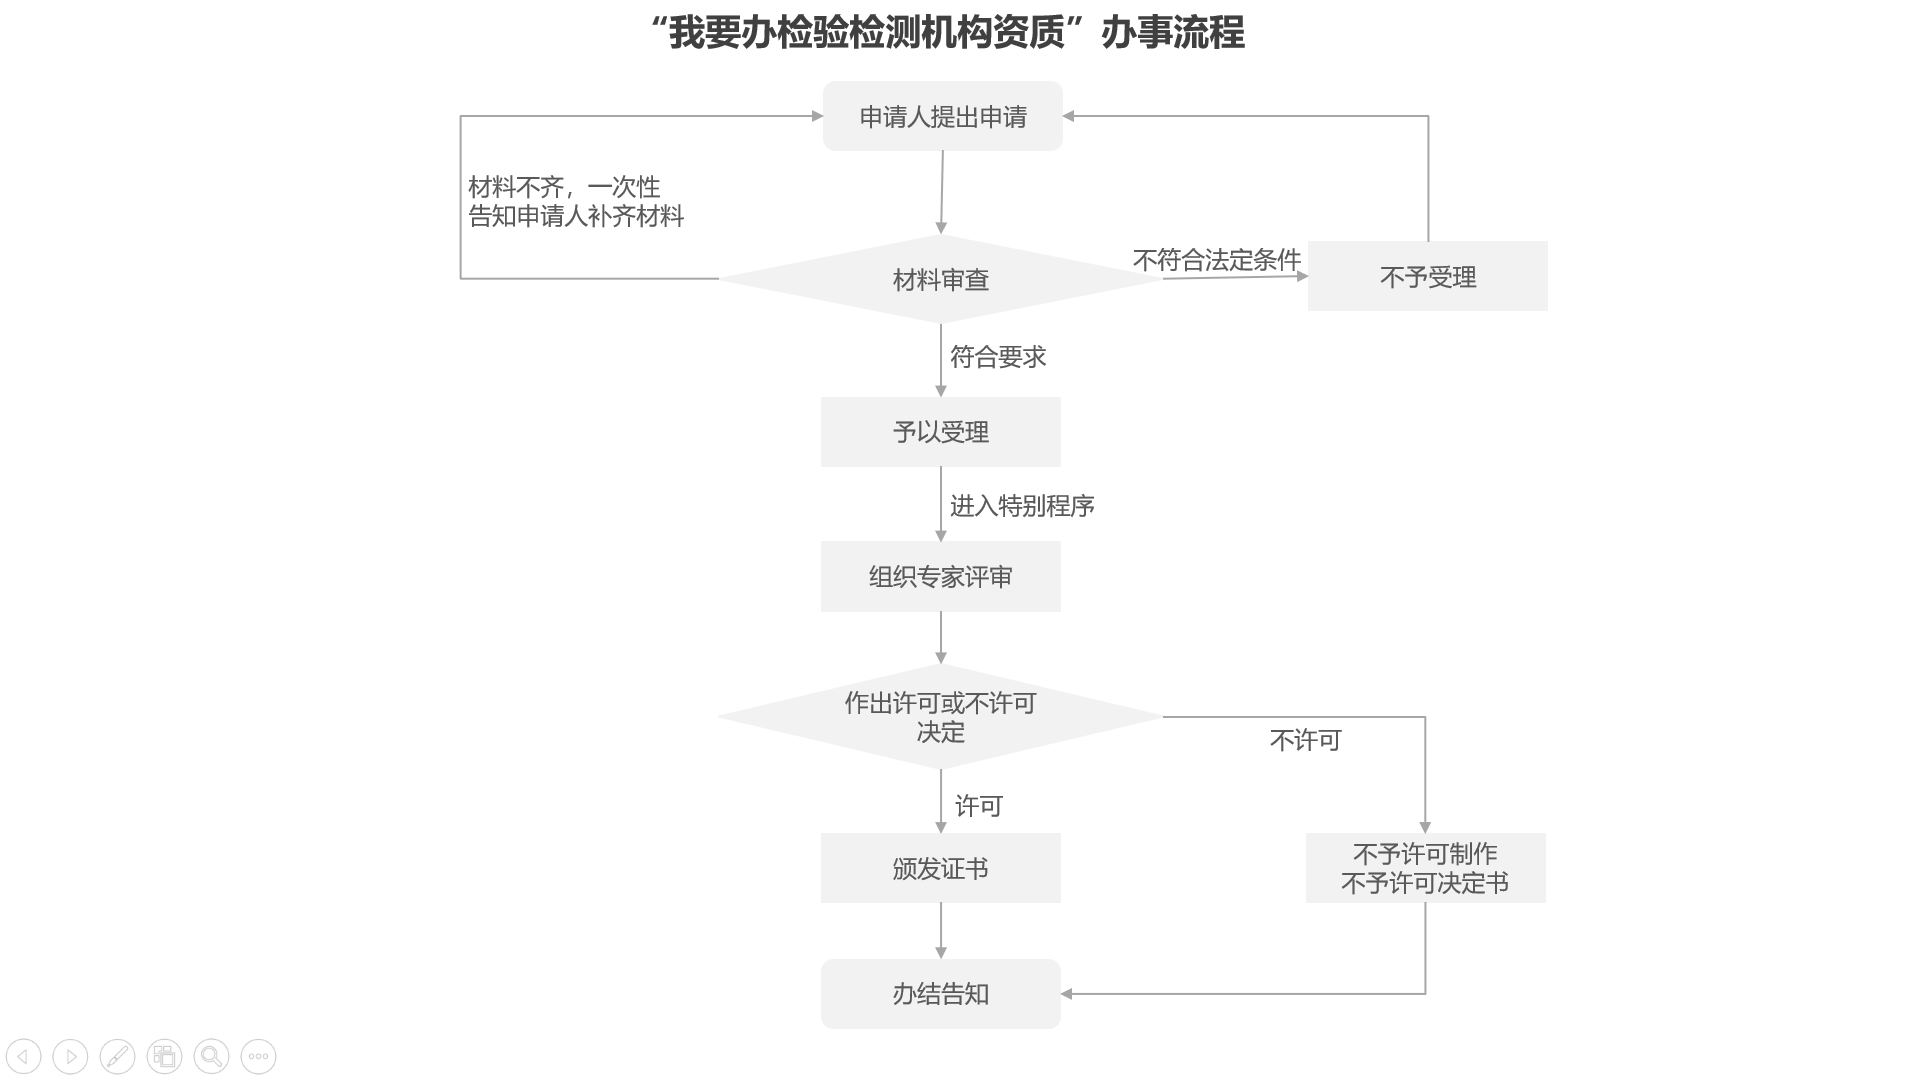 “我要办检验检测机构资质”办事流程
申请人提出申请
材料不齐，一次性
告知申请人补齐材料
不符合法定条件
材料审查
不予受理
符合要求
予以受理
进入特别程序
组织专家评审
作出许可或不许可
决定
不许可
许可
颁发证书
不予许可制作
不予许可决定书
办结告知